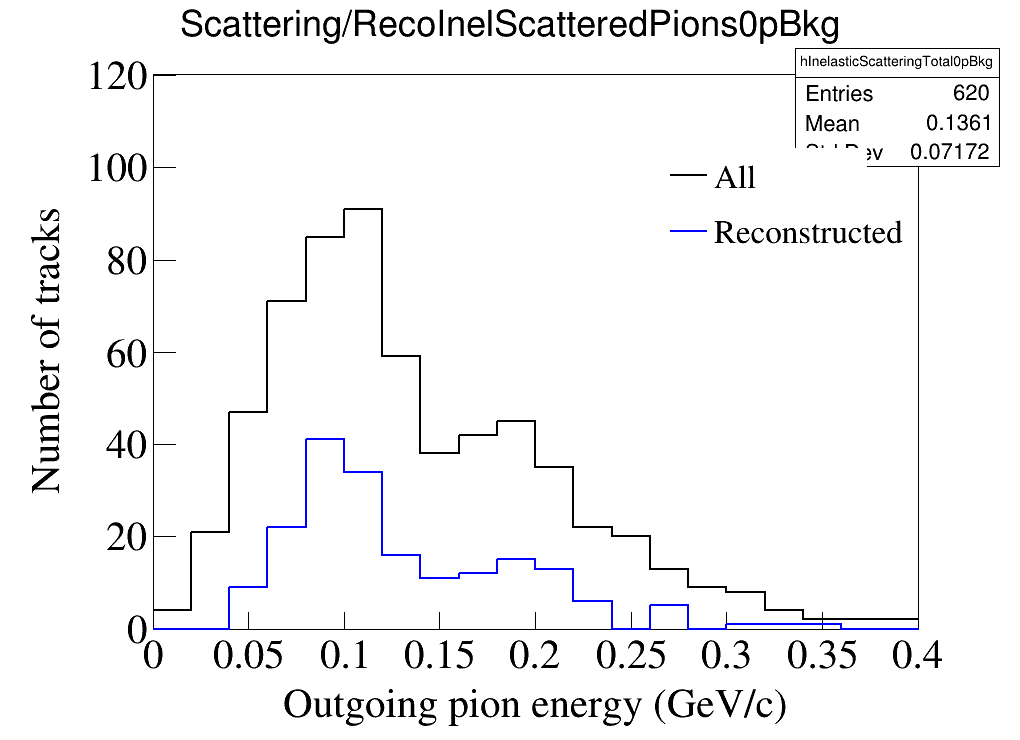 Scattering/RecoInelScatteredPions0pBkg
hInelasticScatteringTotal0pBkg
Entries 620
Mean 0.1361
0.07172
All
Reconstructed
Number of tracks
120
100
80
60
40
20
0
0 0.05 0.1 0.15 0.2 0.25 0.3 0.35 0.4
Outgoing pion energy (GeV/c)